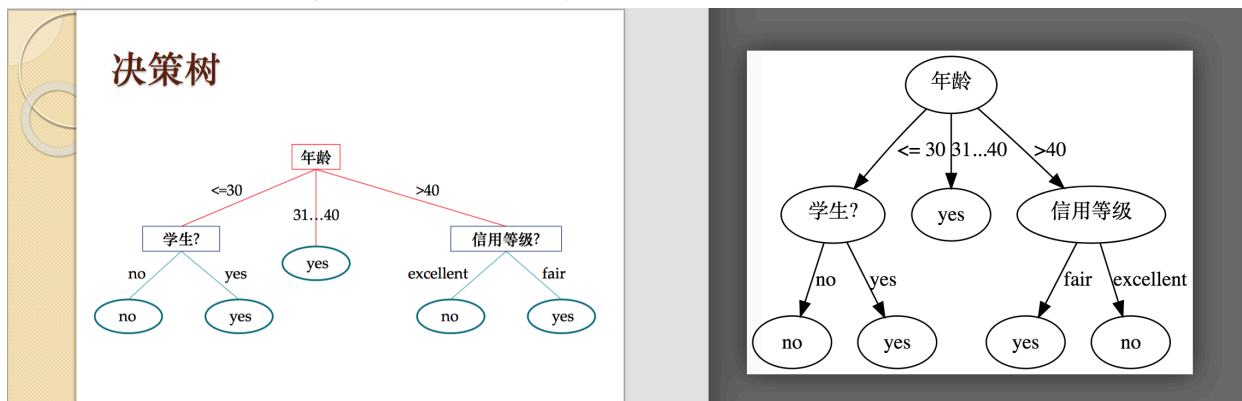 决策树
年龄
<=30
>40
31...40
学生?
信用等级?
yes
no
yes
excellent
fair
no
yes
no
yes
年龄
<= 30
31...40
>40
学生?
yes
信用等级
no
yes
fair
excellent
no
yes
yes
no